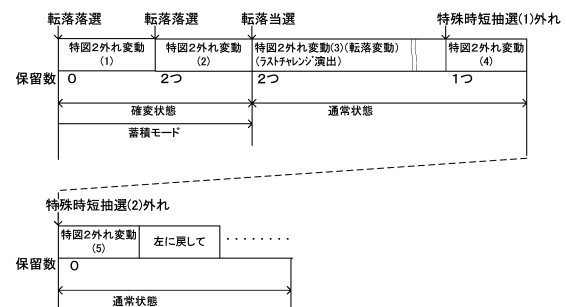 転落落選 転落落選 転落当選 特殊時短抽選(1)外れ
特図2外れ変動 特図2外れ変動 特図2外れ変動(3)(転落変動) 特図2外れ変動
(1) (2) (ラストチャレンジ演出) (4)
保留数 0 2つ 2つ 1つ
確変状態 通常状態
蓄積モード
特殊時短抽選(2)外れ
特図2外れ変動 左に戻して ・・・・・・・・
(5)
保留数 0
通常状態